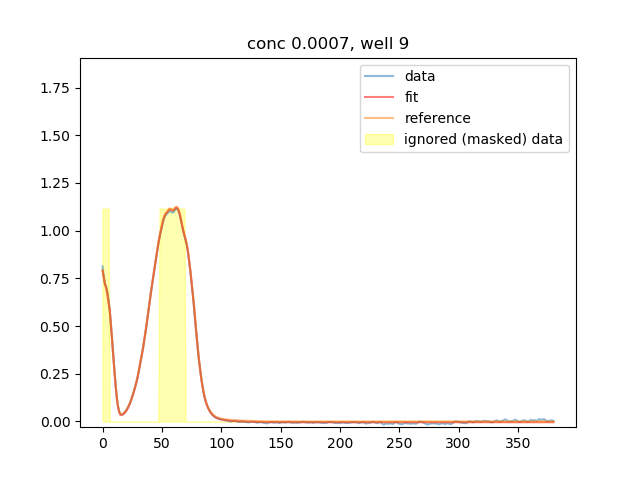 conc 0.0007, well 9
data
fit
reference
ignored (masked) data
1.75
1.50
1.25
1.00
0.75
0.50
0.25
0.00
0 50 100 150 200 250 300 350